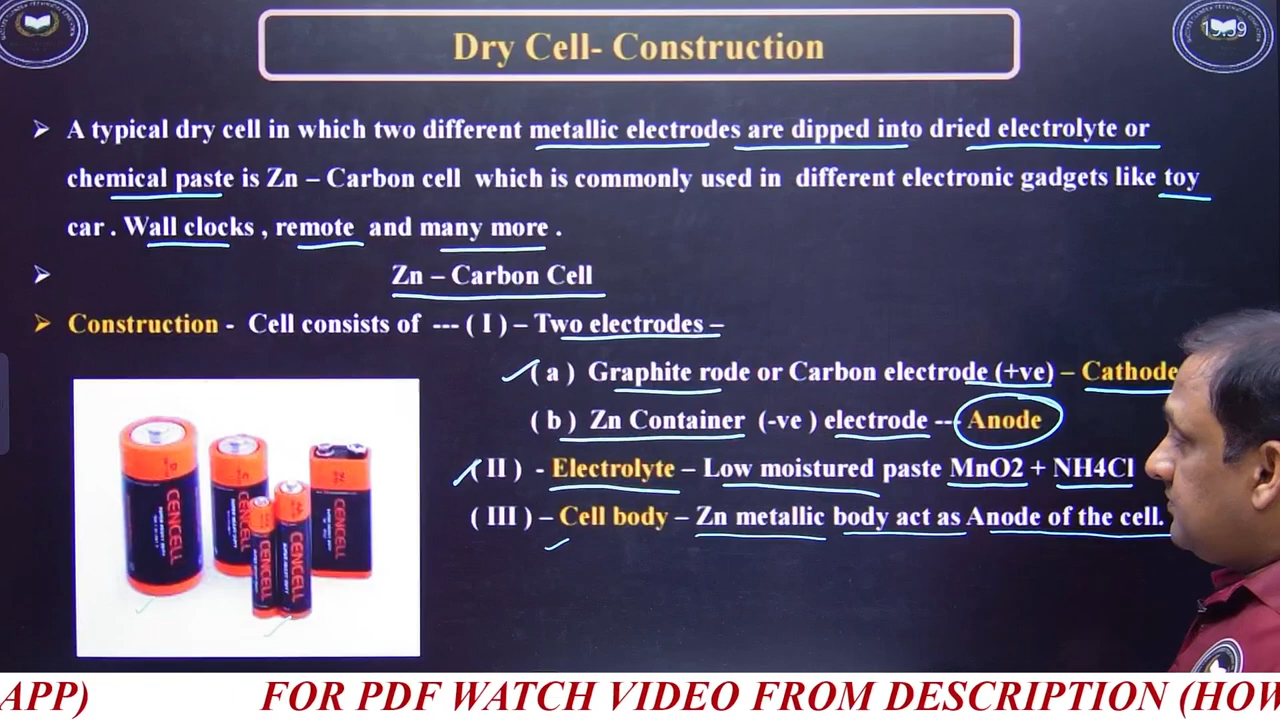 19:59
Dry Cell- Construction
➢ A typical dry cell in which two different metallic electrodes are dipped into dried electrolyte or
chemical paste is Zn – Carbon cell which is commonly used in different electronic gadgets like toy
car . Wall clocks , remote and many more .
➢ Zn – Carbon Cell
➢ Construction - Cell consists of --- ( I ) – Two electrodes –
( a ) Graphite rode or Carbon electrode (+ve) – Cathode
( b ) Zn Container (-ve ) electrode --- Anode
( II ) - Electrolyte – Low moistured paste MnO2 + NH4Cl
( III ) – Cell body – Zn metallic body act as Anode of the cell.
CENCELL
CENCELL
CENCELL
CENCELL
APP) FOR PDF WATCH VIDEO FROM DESCRIPTION (HOW